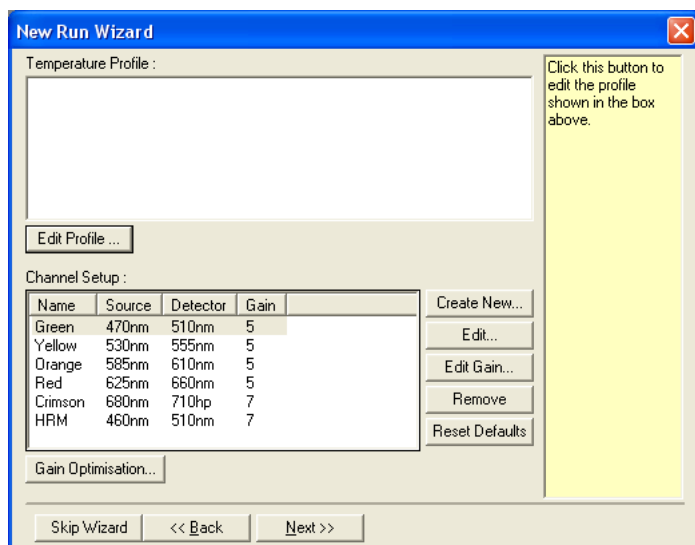 New Run Wizard
Temperature Profile :
Click this button to
edit the profile
shown in the box
above.
Edit Profile ...
Channel Setup :
Name Source Detector Gain
Green 470nm 510nm 5
Yellow 530nm 555nm 5
Orange 585nm 610nm 5
Red 625nm 660nm 5
Crimson 680nm 710hp 7
HRM 460nm 510nm 7
Create New...
Edit...
Edit Gain...
Remove
Reset Defaults
Gain Optimisation...
Skip Wizard << Back Next >>